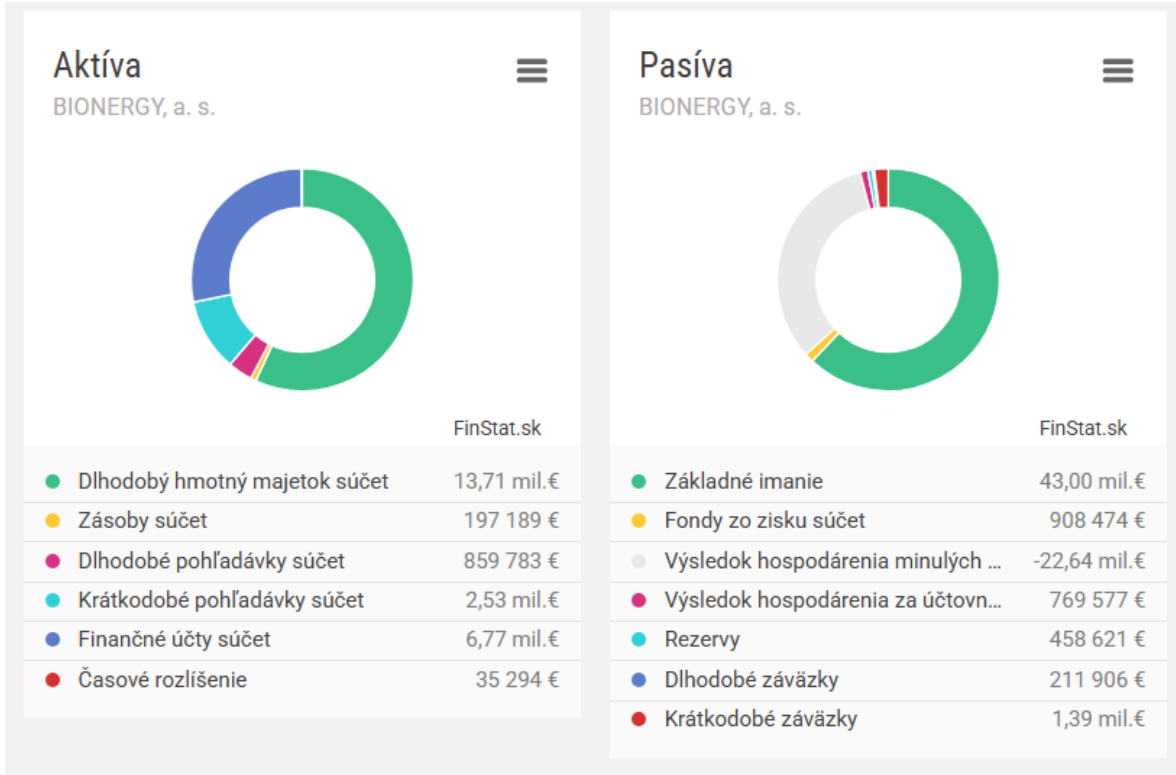 Aktíva
BIONERGY, a. s.
FinStat.sk
Dlhodobý hmotný majetok súčet 13,71 mil.€
Zásoby súčet 197 189 €
Dlhodobé pohľadávky súčet 859 783 €
Krátkodobé pohľadávky súčet 2,53 mil.€
Finančné účty súčet 6,77 mil.€
Časové rozlíšenie 35 294 €
Pasíva
BIONERGY, a. s.
FinStat.sk
Základné imanie 43,00 mil.€
Fondy zo zisku súčet 908 474 €
Výsledok hospodárenia minulých ... -22,64 mil.€
Výsledok hospodárenia za účtovn... 769 577 €
Rezervy 458 621 €
Dlhodobé záväzky 211 906 €
Krátkodobé záväzky 1,39 mil.€